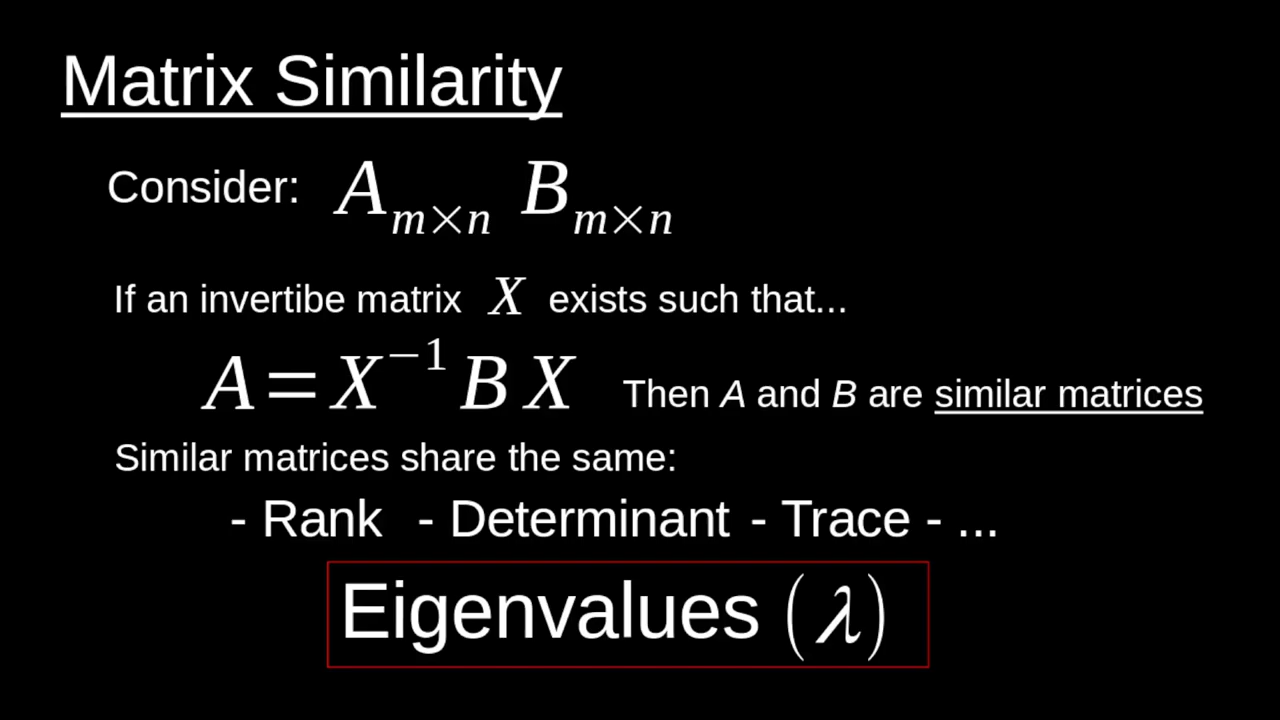 Matrix Similarity
Consider: A_{m×n} B_{m×n}
If an invertibe matrix X exists such that...
A=X^{-1}BX Then A and B are similar matrices
Similar matrices share the same:
- Rank - Determinant - Trace - ...
Eigenvalues (λ)